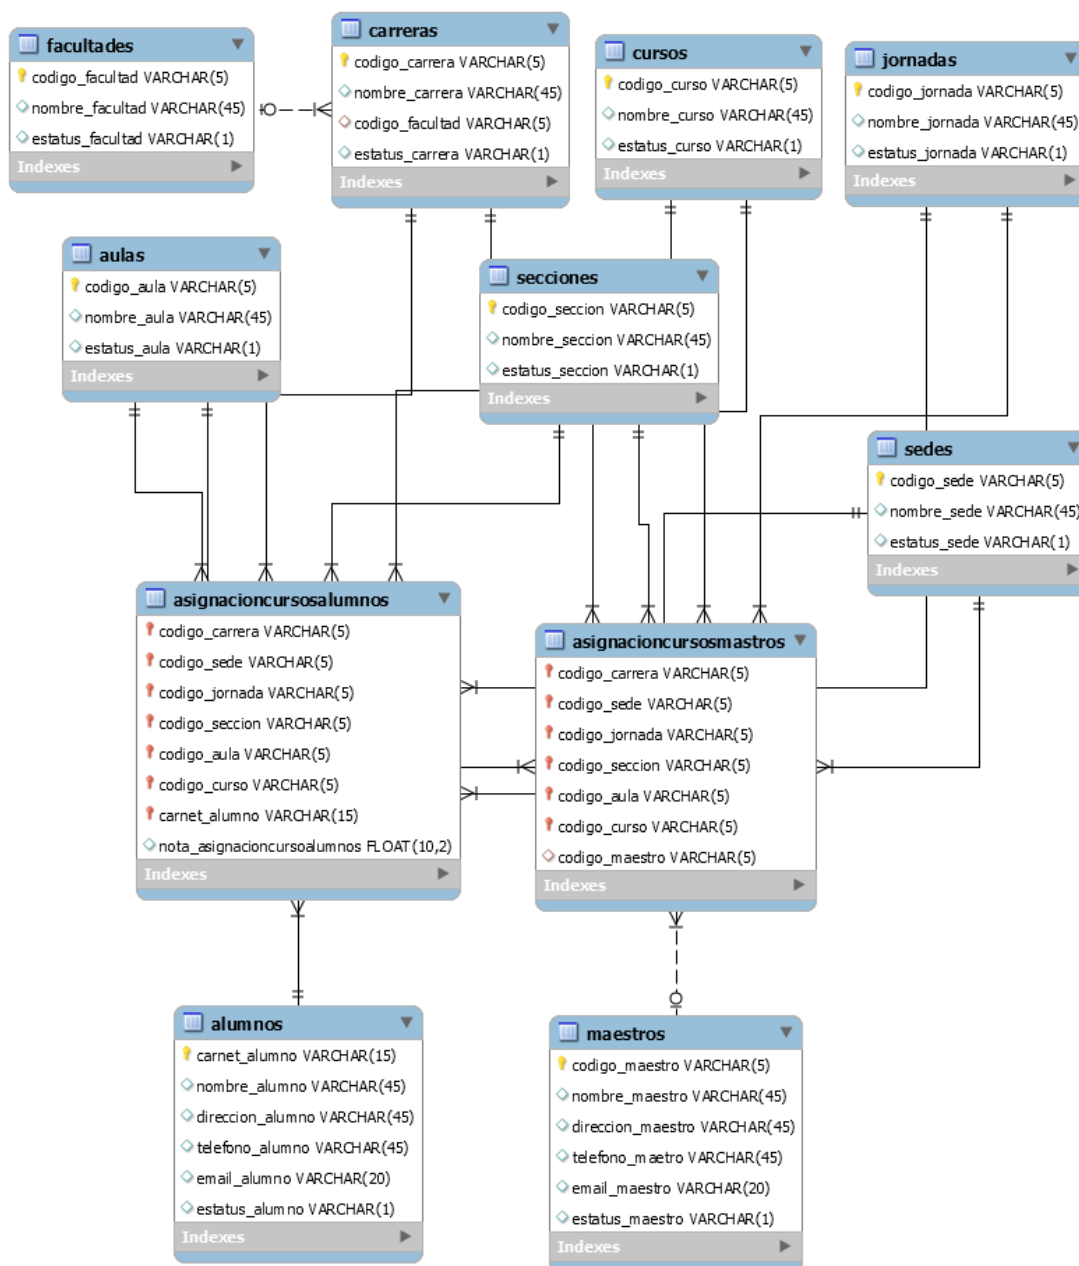 facultades
codigo_facultad VARCHAR(5)
nombre_facultad VARCHAR(45)
estatus_facultad VARCHAR(1)
Indexes
carreras
codigo_carrera VARCHAR(5)
nombre_carrera VARCHAR(45)
codigo_facultad VARCHAR(5)
estatus_carrera VARCHAR(1)
Indexes
cursos
codigo_curso VARCHAR(5)
nombre_curso VARCHAR(45)
estatus_curso VARCHAR(1)
Indexes
jornadas
codigo_jornada VARCHAR(5)
nombre_jornada VARCHAR(45)
estatus_jornada VARCHAR(1)
Indexes
aulas
codigo_aula VARCHAR(5)
nombre_aula VARCHAR(45)
estatus_aula VARCHAR(1)
Indexes
secciones
codigo_seccion VARCHAR(5)
nombre_seccion VARCHAR(45)
estatus_seccion VARCHAR(1)
Indexes
sedes
codigo_sede VARCHAR(5)
nombre_sede VARCHAR(45)
estatus_sede VARCHAR(1)
Indexes
asignacioncursosalumnos
codigo_carrera VARCHAR(5)
codigo_sede VARCHAR(5)
codigo_jornada VARCHAR(5)
codigo_seccion VARCHAR(5)
codigo_aula VARCHAR(5)
codigo_curso VARCHAR(5)
carnet_alumno VARCHAR(15)
nota_asignacioncursoalumnos FLOAT(10,2)
Indexes
asignacioncursosmastros
codigo_carrera VARCHAR(5)
codigo_sede VARCHAR(5)
codigo_jornada VARCHAR(5)
codigo_seccion VARCHAR(5)
codigo_aula VARCHAR(5)
codigo_curso VARCHAR(5)
codigo_maestro VARCHAR(5)
Indexes
alumnos
carnet_alumno VARCHAR(15)
nombre_alumno VARCHAR(45)
direccion_alumno VARCHAR(45)
telefono_alumno VARCHAR(45)
email_alumno VARCHAR(20)
estatus_alumno VARCHAR(1)
Indexes
maestros
codigo_maestro VARCHAR(5)
nombre_maestro VARCHAR(45)
direccion_maestro VARCHAR(45)
telefono_maetro VARCHAR(45)
email_maestro VARCHAR(20)
estatus_maestro VARCHAR(1)
Indexes